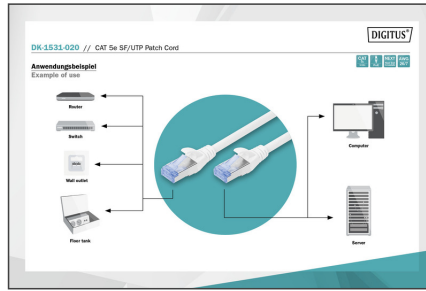 DIGITUS®
DK-1531-020 // CAT 5e SF/UTP Patch Cord
Anwendungsbeispiel
Example of use
Router
Switch
Wall outlet
Floor tank
Computer
Server